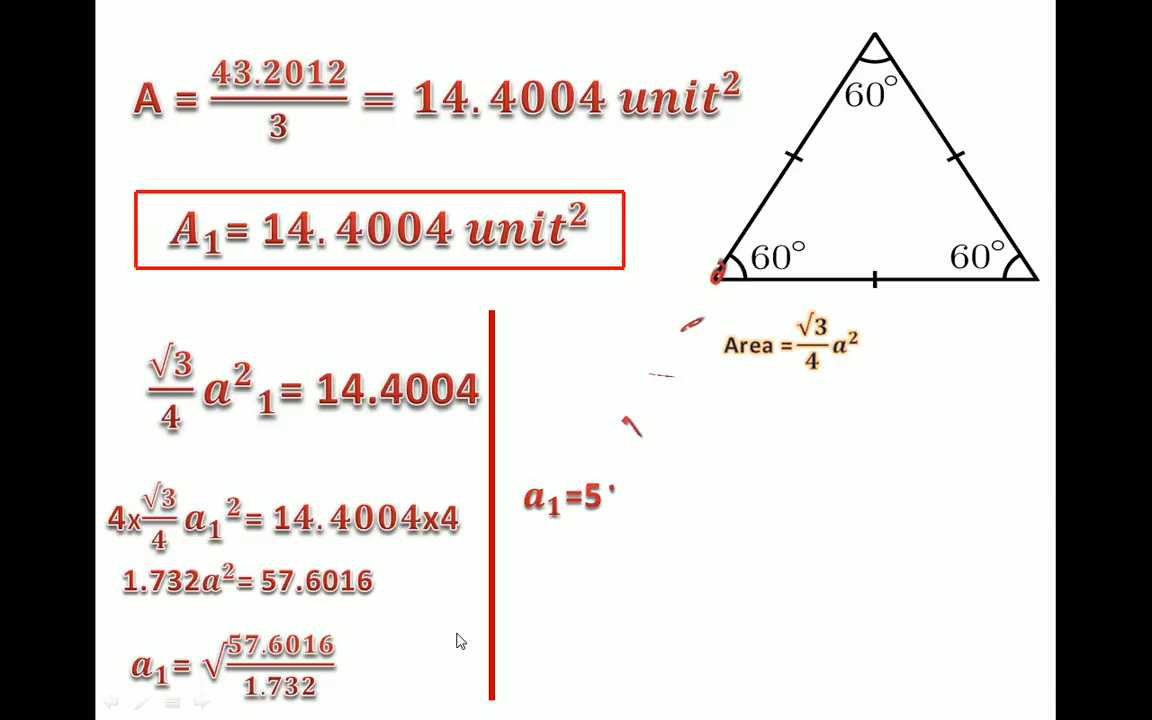 A = 43.2012/3 = 14.4004 unit²
A₁= 14.4004 unit²
60°
60°
60°
Area = √3/4 a²
√3/4 a²₁= 14.4004
4x√3/4 a₁²= 14.4004x4
1.732a²= 57.6016
a₁= √57.6016/1.732
a₁=5